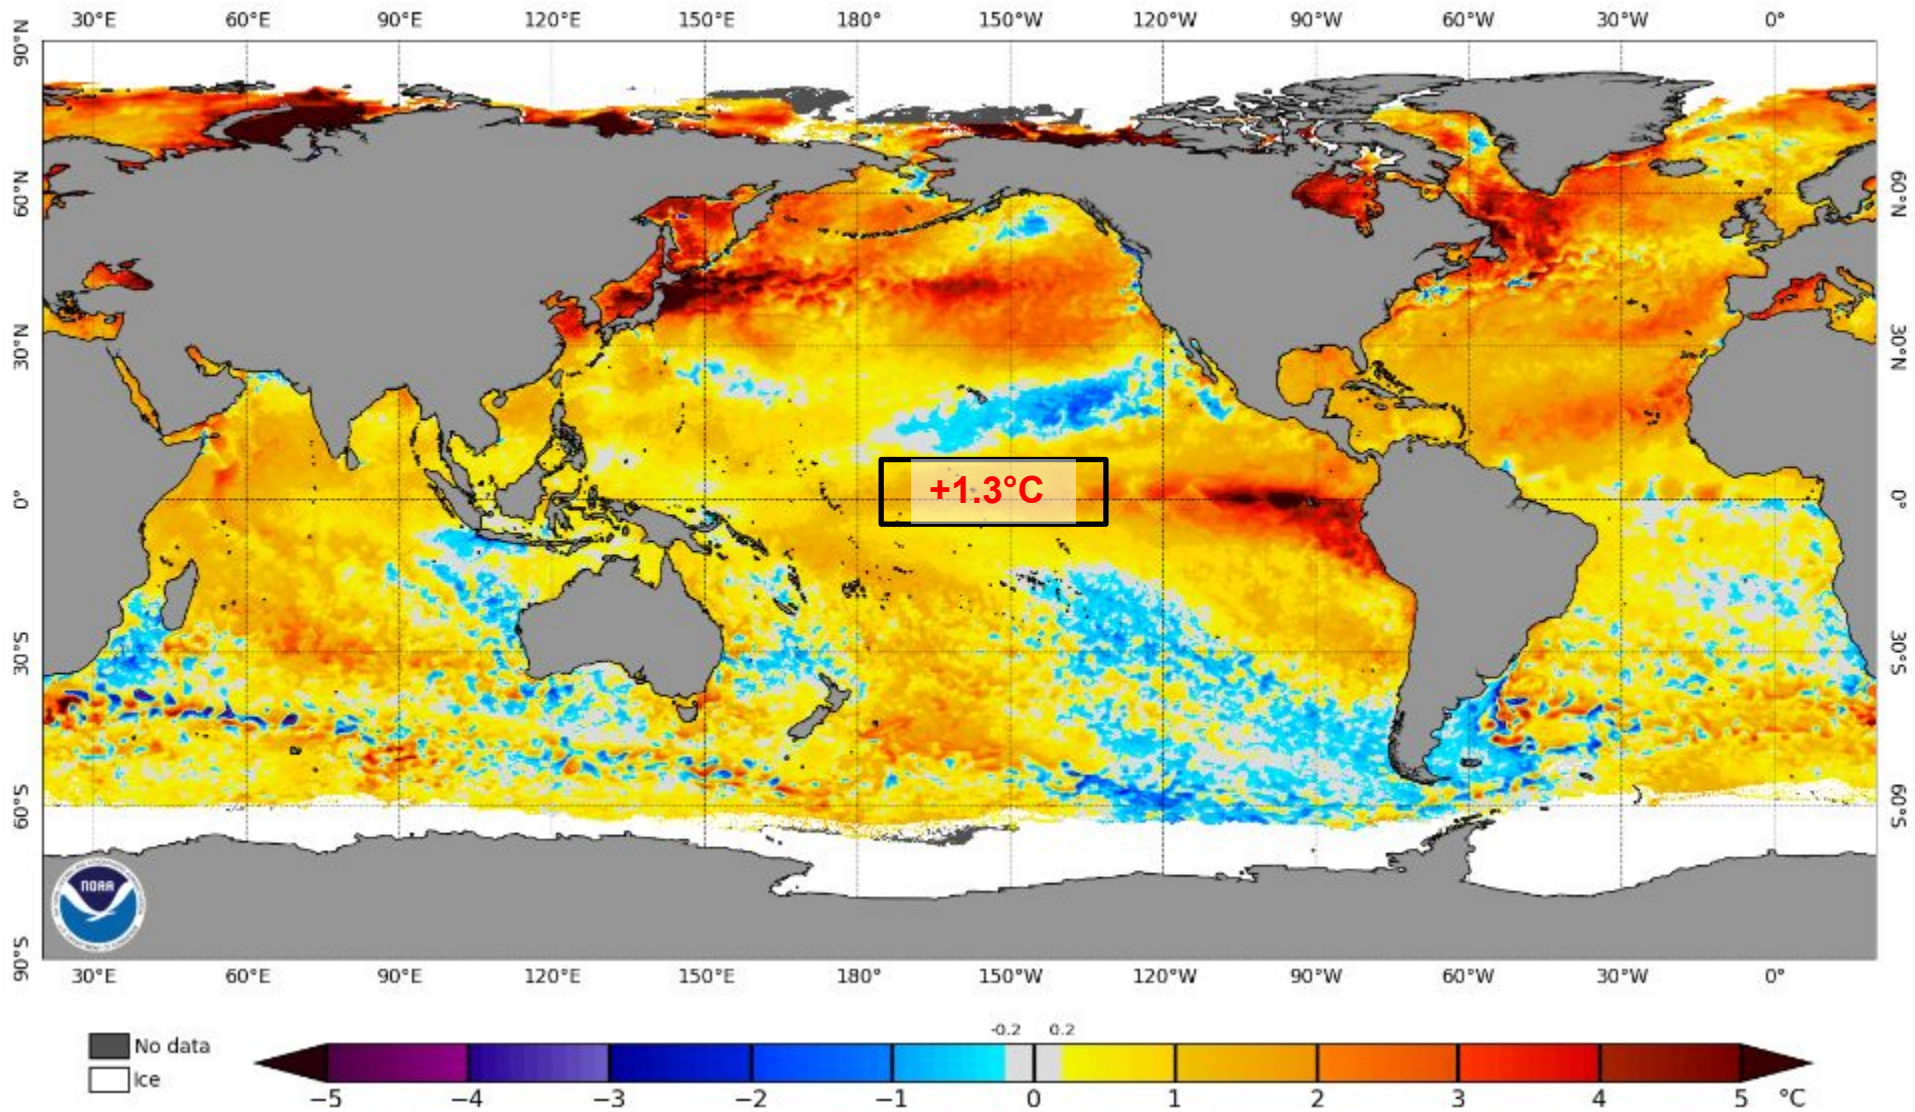 30°E 60°E 90°E 120°E 150°E 180° 150°W 120°W 90°W 60°W 30°W 0°
90°N
60°N 60°N
30°N 30°N
+1.3°C
0° 0°
30°S 30°S
60°S 60°S
NOAA
90°S
30°E 60°E 90°E 120°E 150°E 180° 150°W 120°W 90°W 60°W 30°W 0°
-0.2 0.2
No data
Ice
−5 −4 −3 −2 −1 0 1 2 3 4 5 °C